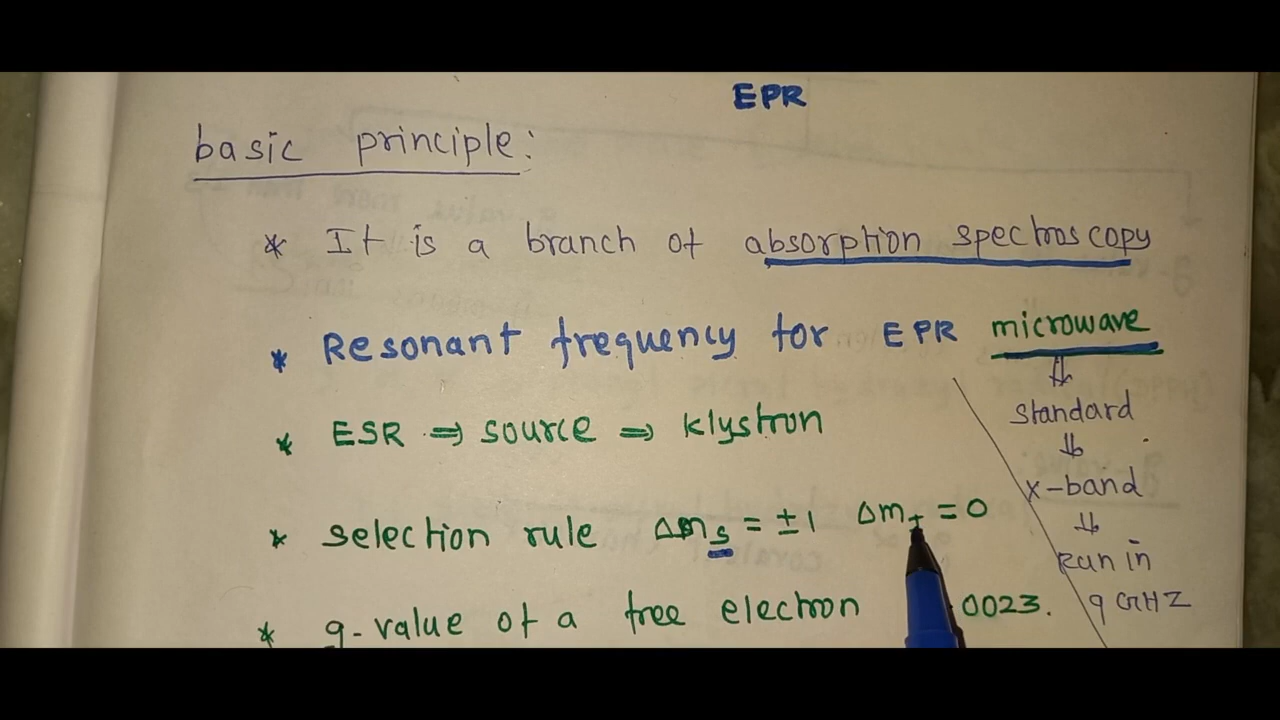 EPR
basic principle:
* It is a branch of absorption spectroscopy
* Resonant frequency for EPR microwave
⇓
standard
* ESR ⇒ source ⇒ klystron
⇓
x-band
* selection rule Δms = ±1 ΔmI = 0
⇓
Run in
9 GHZ
* g-value of a free electron 0023.